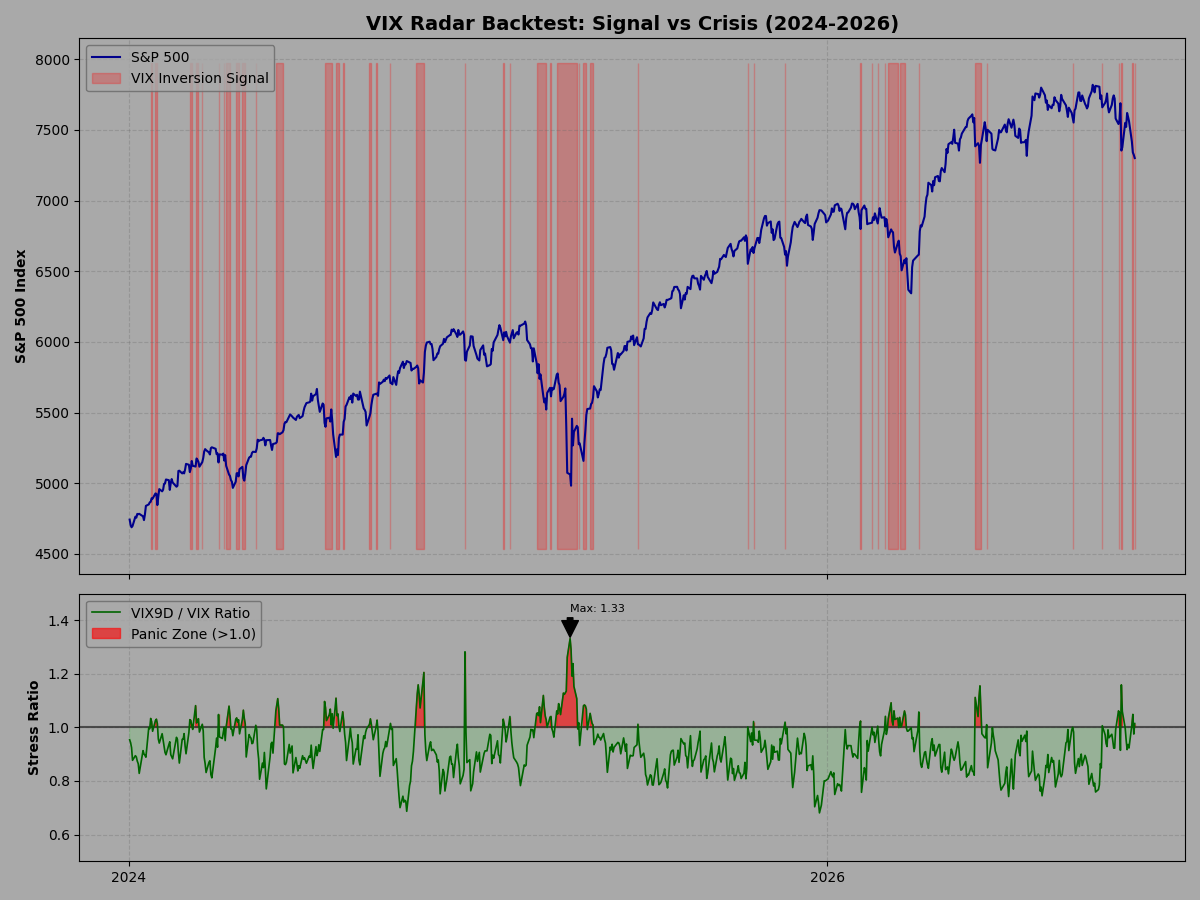 VIX Radar Backtest: Signal vs Crisis (2024-2026)
S&P 500
VIX Inversion Signal
8000
7500
7000
6500
6000
5500
5000
4500
S&P 500 Index
VIX9D / VIX Ratio
Panic Zone (>1.0)
Max: 1.33
1.4
1.2
1.0
0.8
0.6
Stress Ratio
2024
2026